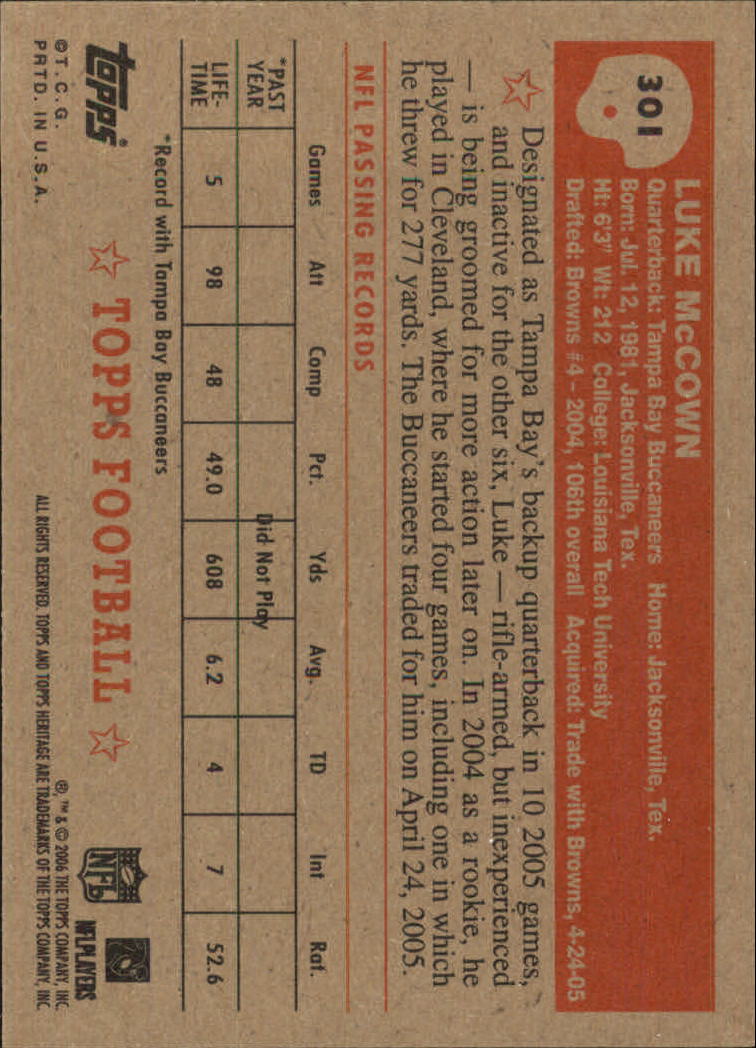 301
LUKE McCOWN
Quarterback: Tampa Bay Buccaneers Home: Jacksonville, Tex.
Born: Jul. 12, 1981, Jacksonville, Tex.
Ht: 6'3" Wt: 212 College: Louisiana Tech University
Drafted: Browns #4 – 2004, 106th overall Acquired: Trade with Browns, 4-24-05
Designated as Tampa Bay's backup quarterback in 10 2005 games,
and inactive for the other six, Luke — rifle-armed, but inexperienced
— is being groomed for more action later on. In 2004 as a rookie, he
played in Cleveland, where he started four games, including one in which
he threw for 277 yards. The Buccaneers traded for him on April 24, 2005.
NFL PASSING RECORDS
Games Att Comp Pct. Yds Avg. TD Int Rat.
*PAST
YEAR Did Not Play
LIFE-
TIME 5 98 48 49.0 608 6.2 4 7 52.6
*Record with Tampa Bay Buccaneers
topps®
©T.C.G.
PRTD. IN U.S.A.
TOPPS FOOTBALL
NFL
NFLPLAYERS
®, ™ & © 2006 THE TOPPS COMPANY, INC.
ALL RIGHTS RESERVED. TOPPS AND TOPPS HERITAGE ARE TRADEMARKS OF THE TOPPS COMPANY, INC.